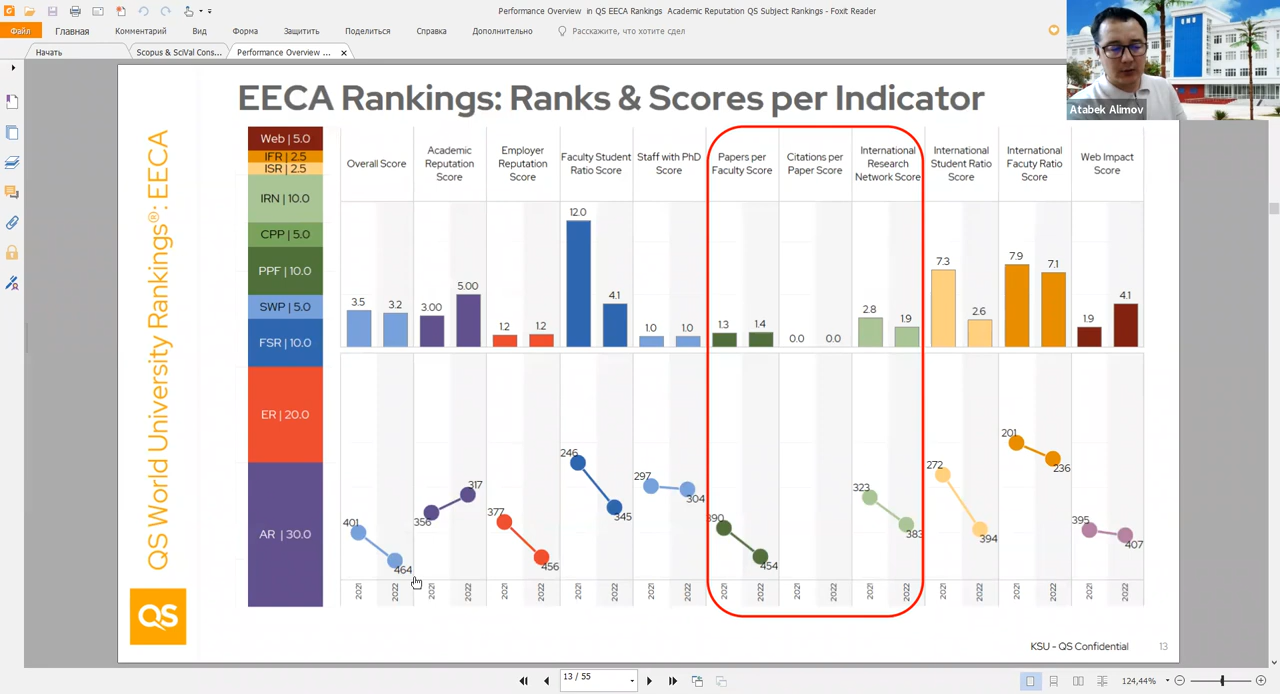 Performance Overview in QS EECA Rankings Academic Reputation QS Subject Rankings - Foxit Reader
Файл Главная Комментарий Вид Форма Защитить Поделиться Справка Дополнительно Расскажите, что хотите сделать
Начать Scopus & SciVal Cons... Performance Overview ...
Atabek Alimov
EECA Rankings: Ranks & Scores per Indicator
QS World University Rankings®: EECA
Web | 5.0
IFR | 2.5
ISR | 2.5
IRN | 10.0
CPP | 5.0
PPF | 10.0
SWP | 5.0
FSR | 10.0
ER | 20.0
AR | 30.0
Overall Score
Academic
Reputation
Score
Employer
Reputation
Score
Faculty Student
Ratio Score
Staff with PhD
Score
Papers per
Faculty Score
Citations per
Paper Score
International
Research
Network Score
International
Student Ratio
Score
International
Facuty Ratio
Score
Web Impact
Score
3.5 3.2 3.00 5.00 1.2 1.2 12.0 4.1 1.0 1.0 1.3 1.4 0.0 0.0 2.8 1.9 7.3 2.6 7.9 7.1 1.9 4.1
401 464 356 317 377 456 246 345 297 304 390 454 323 383 272 394 201 236 395 407
2021 2022 2021 2022 2021 2022 2021 2022 2021 2022 2021 2022 2021 2022 2021 2022 2021 2022 2021 2022 2021 2022
QS
KSU - QS Confidential 13
13 / 55
124,44%